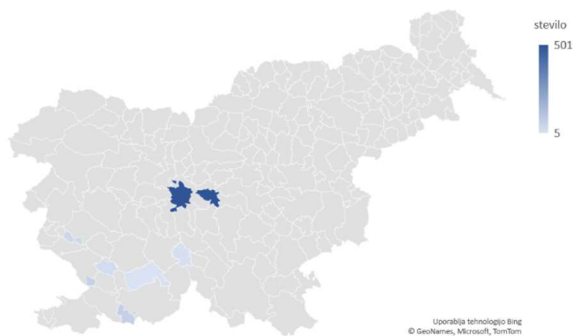 stevilo
501
5
Uporablja tehnologijo Bing
© GeoNames, Microsoft, TomTom